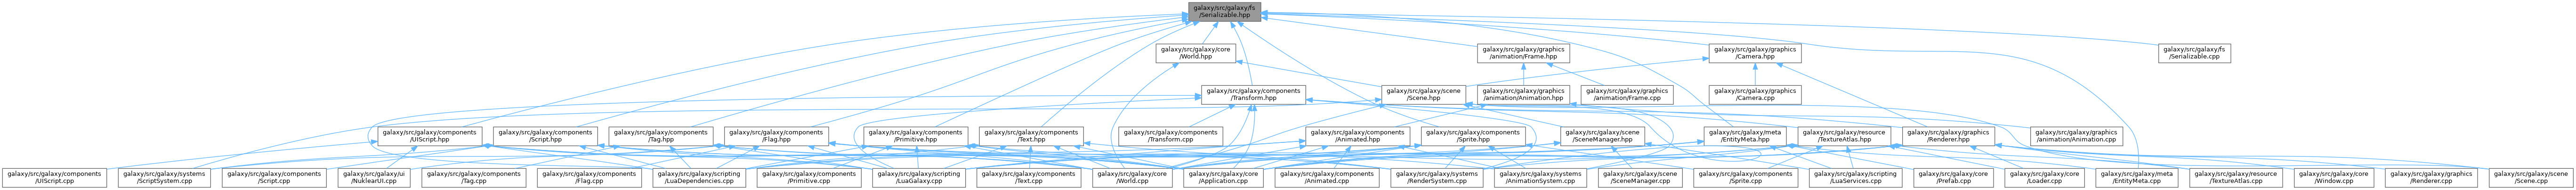 galaxy/src/galaxy/fs
/Serializable.hpp
galaxy/src/galaxy/core
/World.hpp
galaxy/src/galaxy/graphics
/animation/Frame.hpp
galaxy/src/galaxy/graphics
/Camera.hpp
galaxy/src/galaxy/fs
/Serializable.cpp
galaxy/src/galaxy/components
/Transform.hpp
galaxy/src/galaxy/scene
/Scene.hpp
galaxy/src/galaxy/graphics
/animation/Animation.hpp
galaxy/src/galaxy/graphics
/animation/Frame.cpp
galaxy/src/galaxy/graphics
/Camera.cpp
galaxy/src/galaxy/components
/UIScript.hpp
galaxy/src/galaxy/components
/Script.hpp
galaxy/src/galaxy/components
/Tag.hpp
galaxy/src/galaxy/components
/Flag.hpp
galaxy/src/galaxy/components
/Primitive.hpp
galaxy/src/galaxy/components
/Text.hpp
galaxy/src/galaxy/components
/Transform.cpp
galaxy/src/galaxy/components
/Animated.hpp
galaxy/src/galaxy/components
/Sprite.hpp
galaxy/src/galaxy/scene
/SceneManager.hpp
galaxy/src/galaxy/meta
/EntityMeta.hpp
galaxy/src/galaxy/resource
/TextureAtlas.hpp
galaxy/src/galaxy/graphics
/Renderer.hpp
galaxy/src/galaxy/graphics
/animation/Animation.cpp
galaxy/src/galaxy/components
/UIScript.cpp
galaxy/src/galaxy/systems
/ScriptSystem.cpp
galaxy/src/galaxy/components
/Script.cpp
galaxy/src/galaxy/ui
/NuklearUI.cpp
galaxy/src/galaxy/components
/Tag.cpp
galaxy/src/galaxy/components
/Flag.cpp
galaxy/src/galaxy/scripting
/LuaDependencies.cpp
galaxy/src/galaxy/components
/Primitive.cpp
galaxy/src/galaxy/scripting
/LuaGalaxy.cpp
galaxy/src/galaxy/components
/Text.cpp
galaxy/src/galaxy/core
/World.cpp
galaxy/src/galaxy/core
/Application.cpp
galaxy/src/galaxy/components
/Animated.cpp
galaxy/src/galaxy/systems
/RenderSystem.cpp
galaxy/src/galaxy/systems
/AnimationSystem.cpp
galaxy/src/galaxy/scene
/SceneManager.cpp
galaxy/src/galaxy/components
/Sprite.cpp
galaxy/src/galaxy/scripting
/LuaServices.cpp
galaxy/src/galaxy/core
/Prefab.cpp
galaxy/src/galaxy/core
/Loader.cpp
galaxy/src/galaxy/meta
/EntityMeta.cpp
galaxy/src/galaxy/resource
/TextureAtlas.cpp
galaxy/src/galaxy/core
/Window.cpp
galaxy/src/galaxy/graphics
/Renderer.cpp
galaxy/src/galaxy/scene
/Scene.cpp